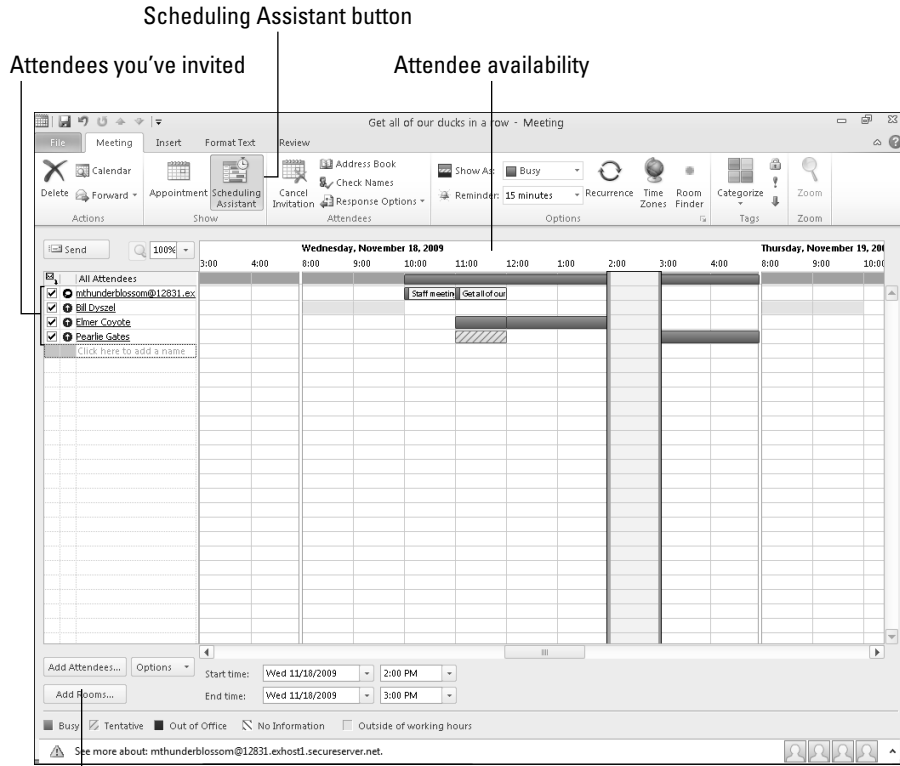 Scheduling Assistant button
Attendees you've invited
Attendee availability
Get all of our ducks in a row - Meeting
File Meeting Insert Format Text Review
Delete
Calendar
Forward
Actions
Appointment
Scheduling Assistant
Show
Cancel Invitation
Address Book
Check Names
Response Options
Attendees
Show As: Busy
Reminder: 15 minutes
Recurrence
Time Zones
Room Finder
Options
Categorize
Tags
Zoom
Zoom
Send
100%
Wednesday, November 18, 2009
Thursday, November 19, 200
3:00 4:00 8:00 9:00 10:00 11:00 12:00 1:00 2:00 3:00 4:00 8:00 9:00 10:00
All Attendees
mthunderblossom@12831.ex
Staff meetin Get all of our
Bill Dyszel
Elmer Coyote
Pearlie Gates
Click here to add a name
Add Attendees... Options
Start time: Wed 11/18/2009 2:00 PM
Add Rooms...
End time: Wed 11/18/2009 3:00 PM
Busy Tentative Out of Office No Information Outside of working hours
See more about: mthunderblossom@12831.exhost1.secureserver.net.